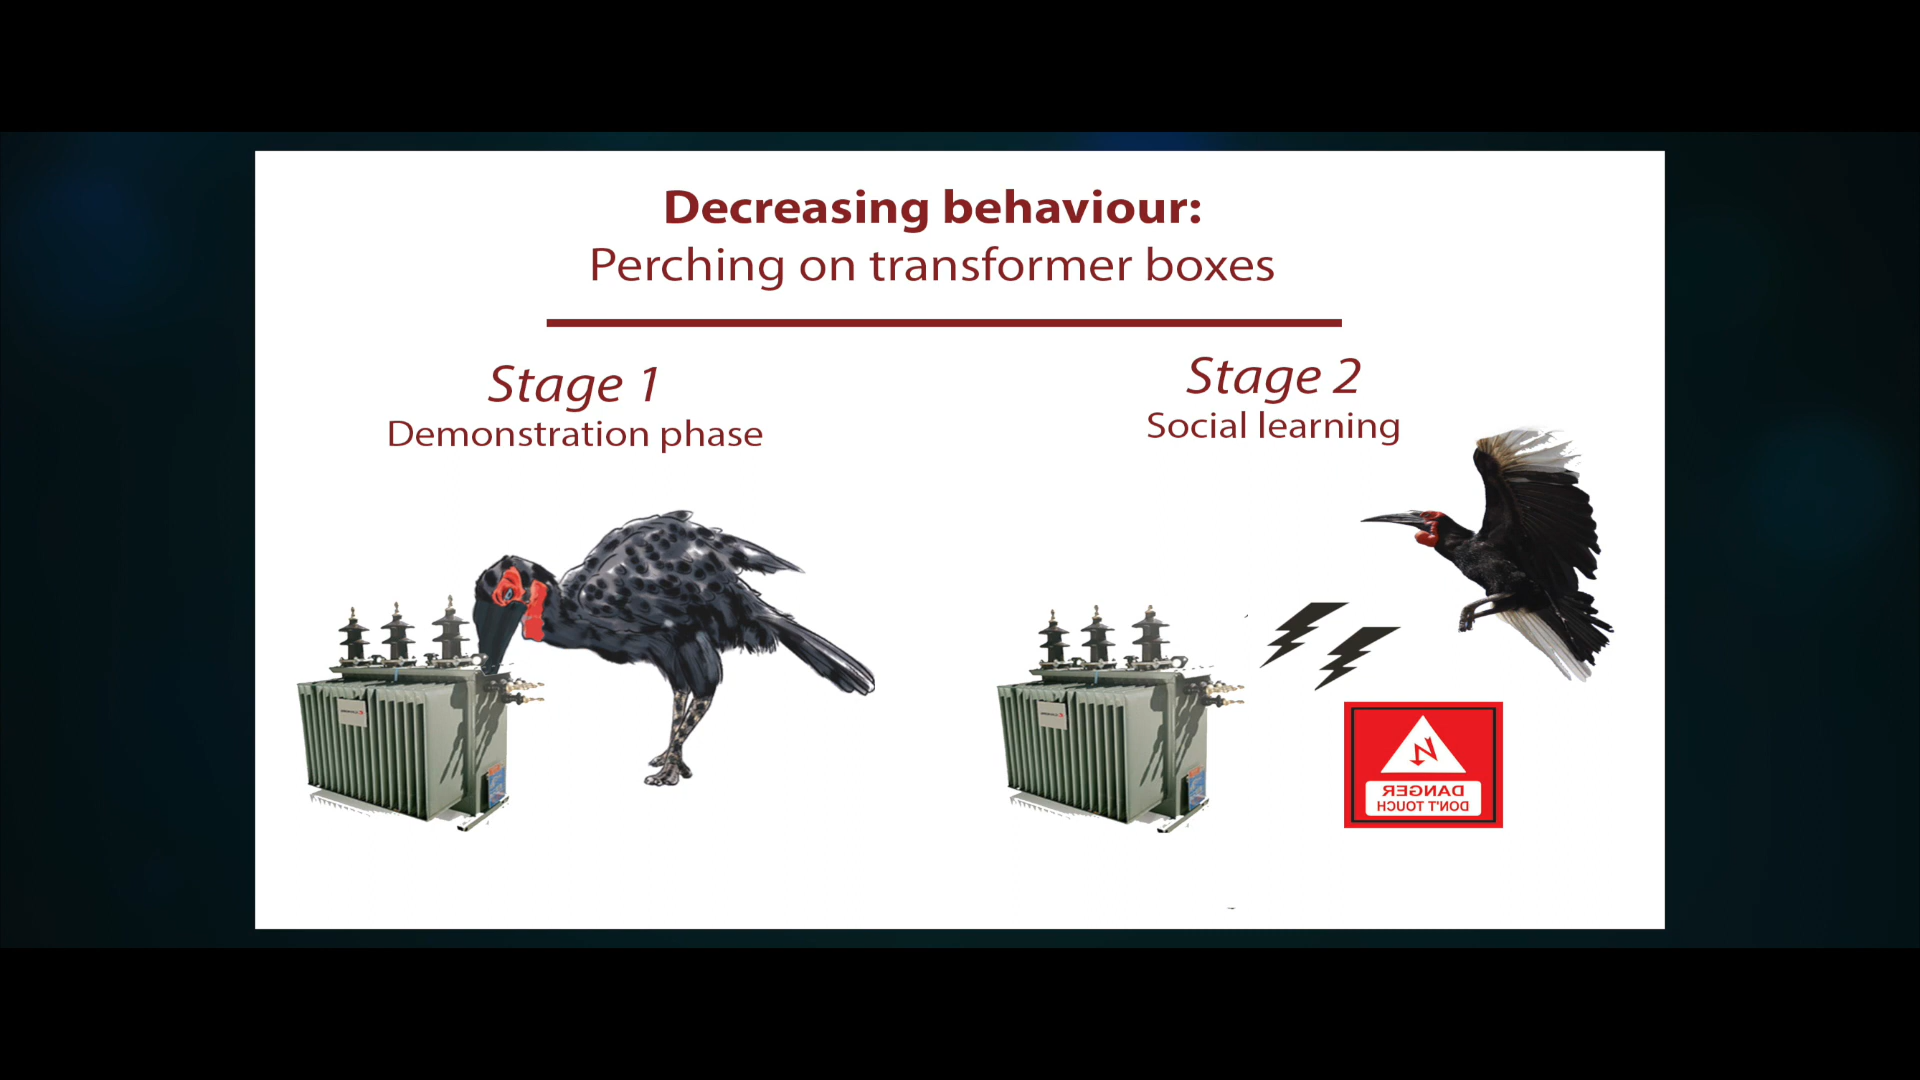 Decreasing behaviour:
Perching on transformer boxes
Stage 1
Demonstration phase
Stage 2
Social learning
DANGER
DON'T TOUCH